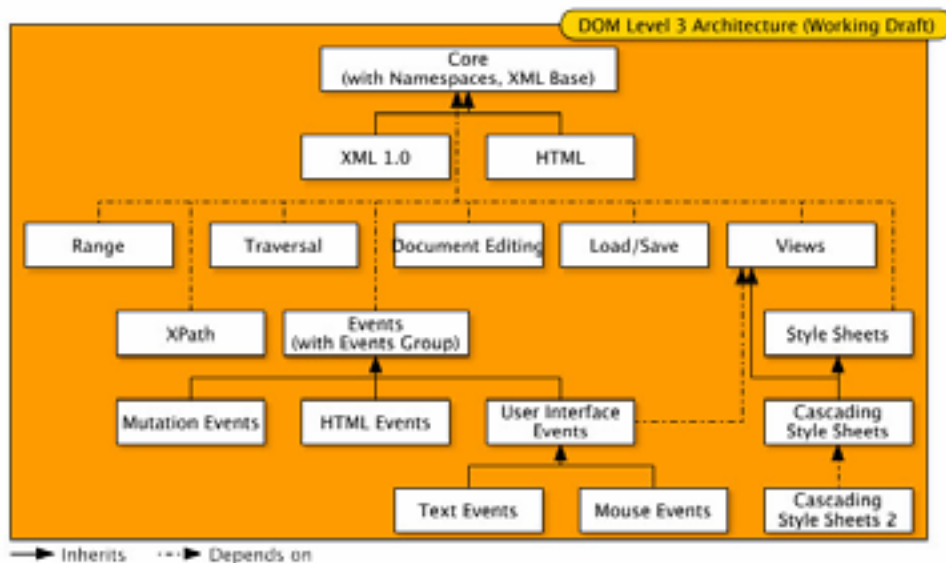 DOM Level 3 Architecture (Working Draft)
Core
(with Namespaces, XML Base)
XML 1.0
HTML
Range
Traversal
Document Editing
Load/Save
Views
XPath
Events
(with Events Group)
Style Sheets
Mutation Events
HTML Events
User Interface
Events
Cascading
Style Sheets
Text Events
Mouse Events
Cascading
Style Sheets 2
Inherits
Depends on